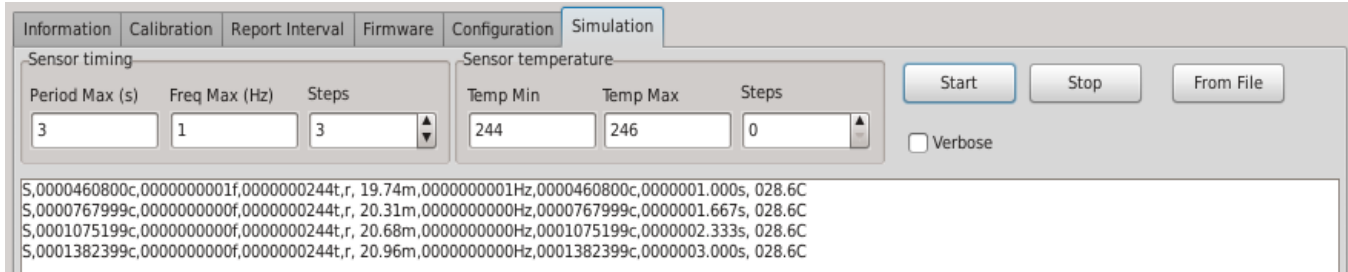 Information Calibration Report Interval Firmware Configuration Simulation
Sensor timing Sensor temperature
Period Max (s) Freq Max (Hz) Steps Temp Min Temp Max Steps Start Stop From File
3 1 3 244 246 0
Verbose
S,0000460800c,0000000001f,0000000244t,r, 19.74m,0000000001Hz,0000460800c,0000001.000s, 028.6C
S,0000767999c,0000000000f,0000000244t,r, 20.31m,0000000000Hz,0000767999c,0000001.667s, 028.6C
S,0001075199c,0000000000f,0000000244t,r, 20.68m,0000000000Hz,0001075199c,0000002.333s, 028.6C
S,0001382399c,0000000000f,0000000244t,r, 20.96m,0000000000Hz,0001382399c,0000003.000s, 028.6C